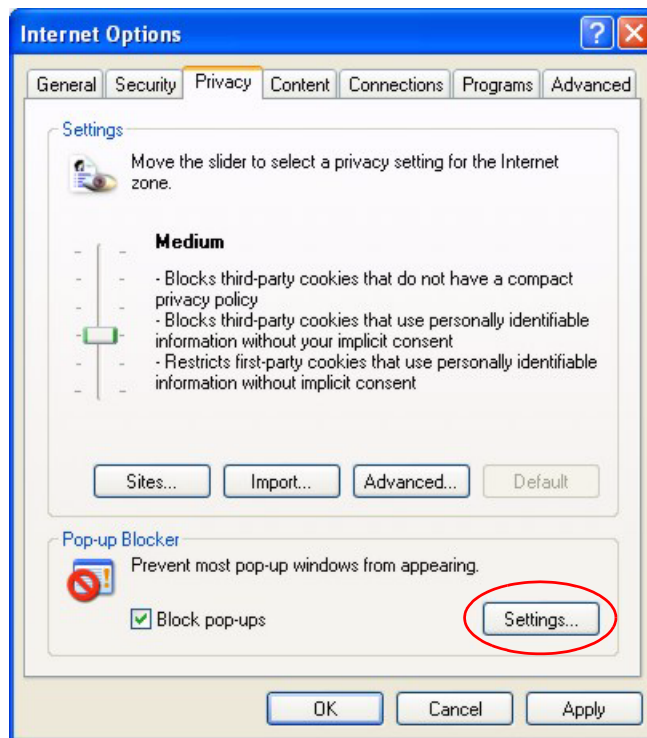 Internet Options
General Security Privacy Content Connections Programs Advanced
Settings
Move the slider to select a privacy setting for the Internet
zone.
Medium
- Blocks third-party cookies that do not have a compact
privacy policy
- Blocks third-party cookies that use personally identifiable
information without your implicit consent
- Restricts first-party cookies that use personally identifiable
information without implicit consent
Sites... Import... Advanced... Default
Pop-up Blocker
Prevent most pop-up windows from appearing.
Block pop-ups Settings...
OK Cancel Apply